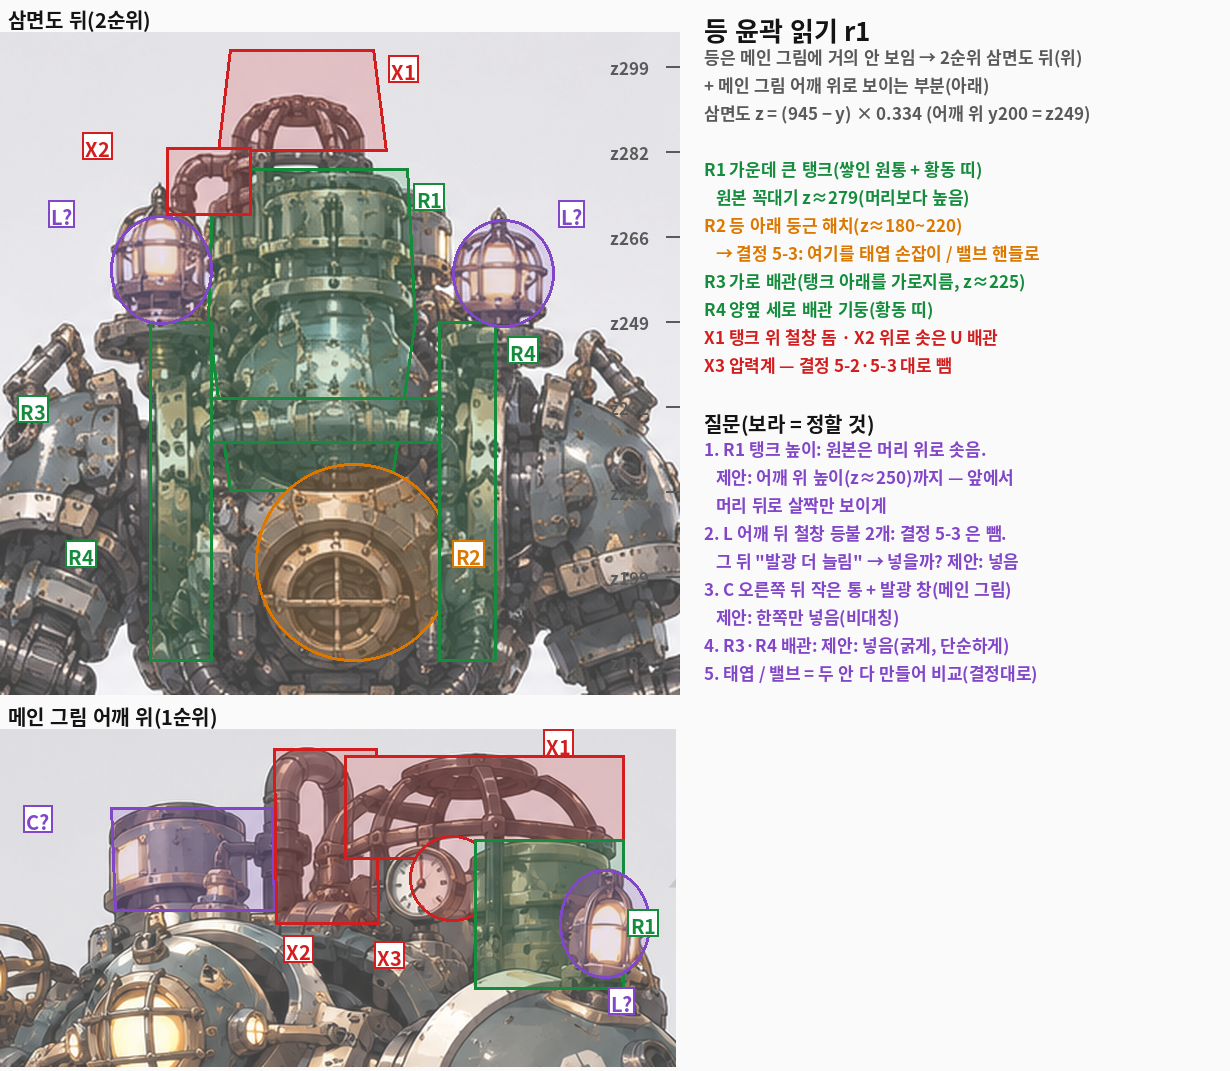 삼면도 뒤(2순위)
X1
X2
L?
L?
R1
R4
R3
R4
R2
z299
z282
z266
z249
z199
메인 그림 어깨 위(1순위)
X1
C?
X2
X3
R1
L?
등 윤곽 읽기 r1
등은 메인 그림에 거의 안 보임 → 2순위 삼면도 뒤(위)
+ 메인 그림 어깨 위로 보이는 부분(아래)
삼면도 z = (945 − y) × 0.334 (어깨 위 y200 = z249)
R1 가운데 큰 탱크(쌓인 원통 + 황동 띠)
원본 꼭대기 z≈279(머리보다 높음)
R2 등 아래 둥근 해치(z≈180~220)
→ 결정 5-3: 여기를 태엽 손잡이 / 밸브 핸들로
R3 가로 배관(탱크 아래를 가로지름, z≈225)
R4 양옆 세로 배관 기둥(황동 띠)
X1 탱크 위 철창 돔 · X2 위로 솟은 U 배관
X3 압력계 — 결정 5-2·5-3 대로 뺌
질문(보라 = 정할 것)
1. R1 탱크 높이: 원본은 머리 위로 솟음.
제안: 어깨 위 높이(z≈250)까지 — 앞에서
머리 뒤로 살짝만 보이게
2. L 어깨 뒤 철창 등불 2개: 결정 5-3 은 뺌.
그 뒤 "발광 더 늘림" → 넣을까? 제안: 넣음
3. C 오른쪽 뒤 작은 통 + 발광 창(메인 그림)
제안: 한쪽만 넣음(비대칭)
4. R3·R4 배관: 제안: 넣음(굵게, 단순하게)
5. 태엽 / 밸브 = 두 안 다 만들어 비교(결정대로)